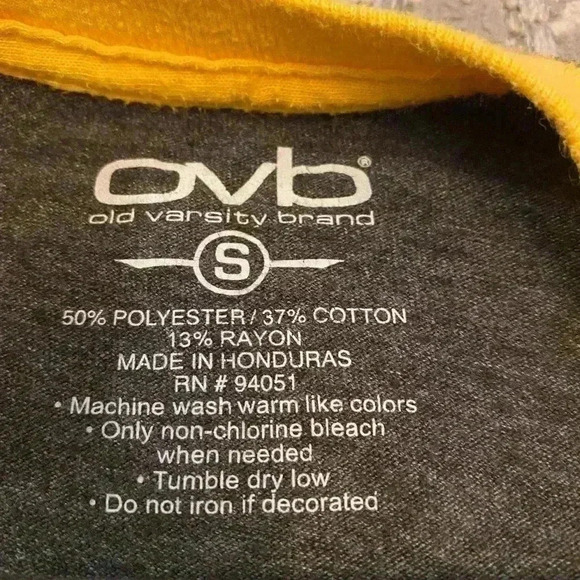 ovb®
old varsity brand
S
50% POLYESTER / 37% COTTON
13% RAYON
MADE IN HONDURAS
RN # 94051
• Machine wash warm like colors
• Only non-chlorine bleach
when needed
• Tumble dry low
• Do not iron if decorated